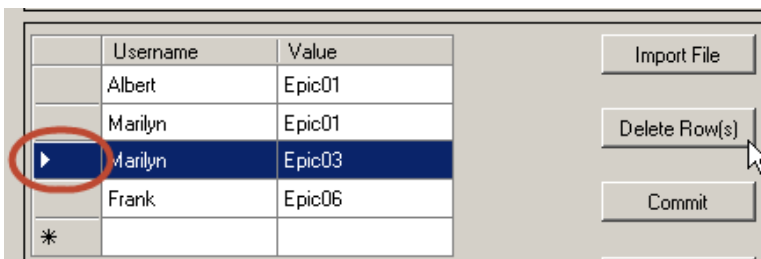 Username Value
Albert Epic01
Marilyn Epic01
Marilyn Epic03
Frank Epic06
*
Import File
Delete Row(s)
Commit